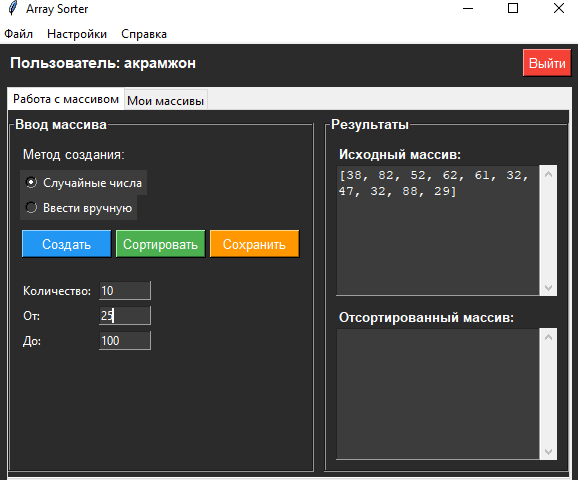 Array Sorter
Файл Настройки Справка
Пользователь: акрамжон
Выйти
Работа с массивом
Мои массивы
Ввод массива
Метод создания:
Случайные числа
Ввести вручную
Создать
Сортировать
Сохранить
Количество: 10
От: 25
До: 100
Результаты
Исходный массив:
[38, 82, 52, 62, 61, 32,
47, 32, 88, 29]
Отсортированный массив: